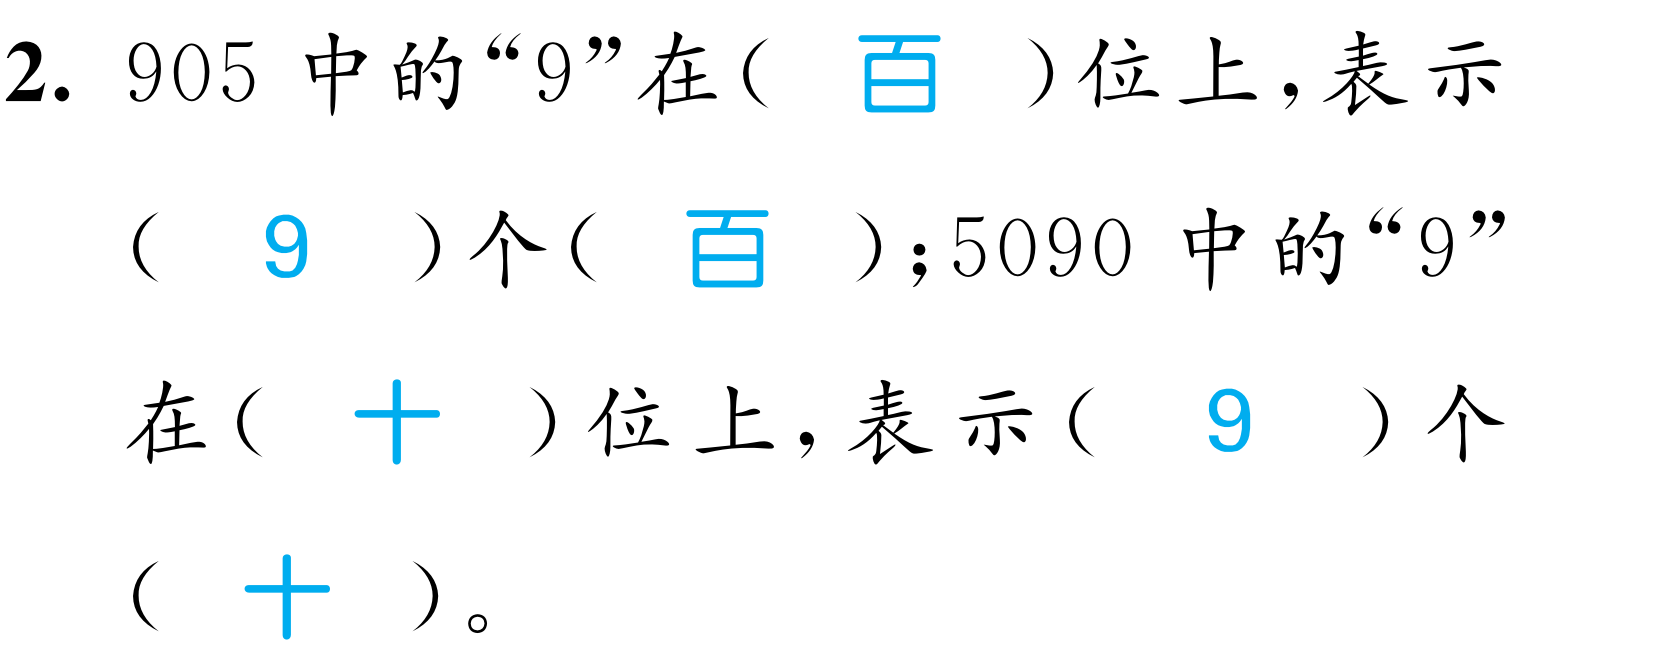 2. 905 中的“9”在( 百 )位上,表示
( 9 )个( 百 );5090 中的“9”
在( 十 )位上,表示( 9 )个
( 十 )。